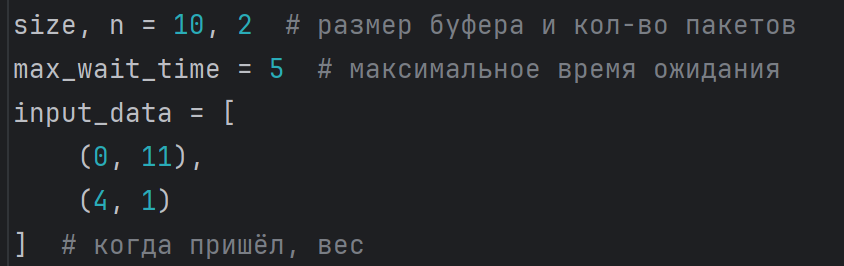 size, n = 10, 2  # размер буфера и кол-во пакетов
max_wait_time = 5  # максимальное время ожидания
input_data = [
    (0, 11),
    (4, 1)
]  # когда пришёл, вес